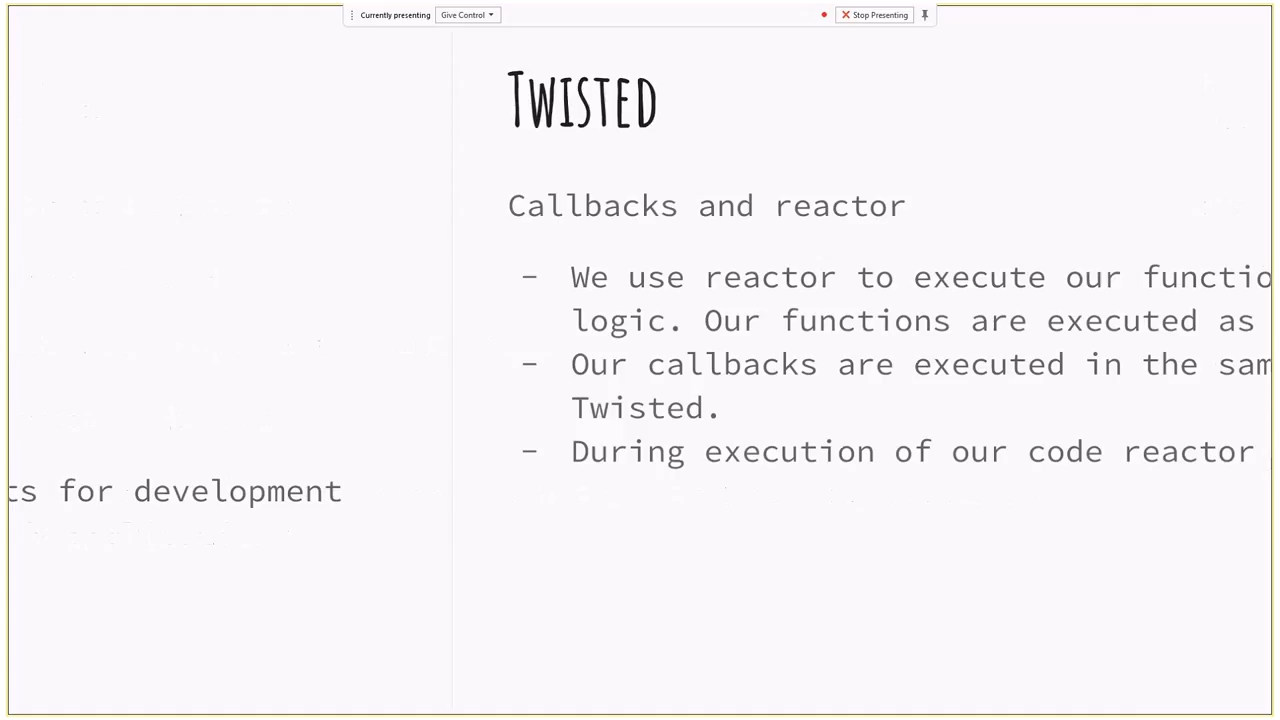 Currently presenting Give Control Stop Presenting
Twisted
Callbacks and reactor
- We use reactor to execute our functio
logic. Our functions are executed as
- Our callbacks are executed in the sam
Twisted.
- During execution of our code reactor
ts for development